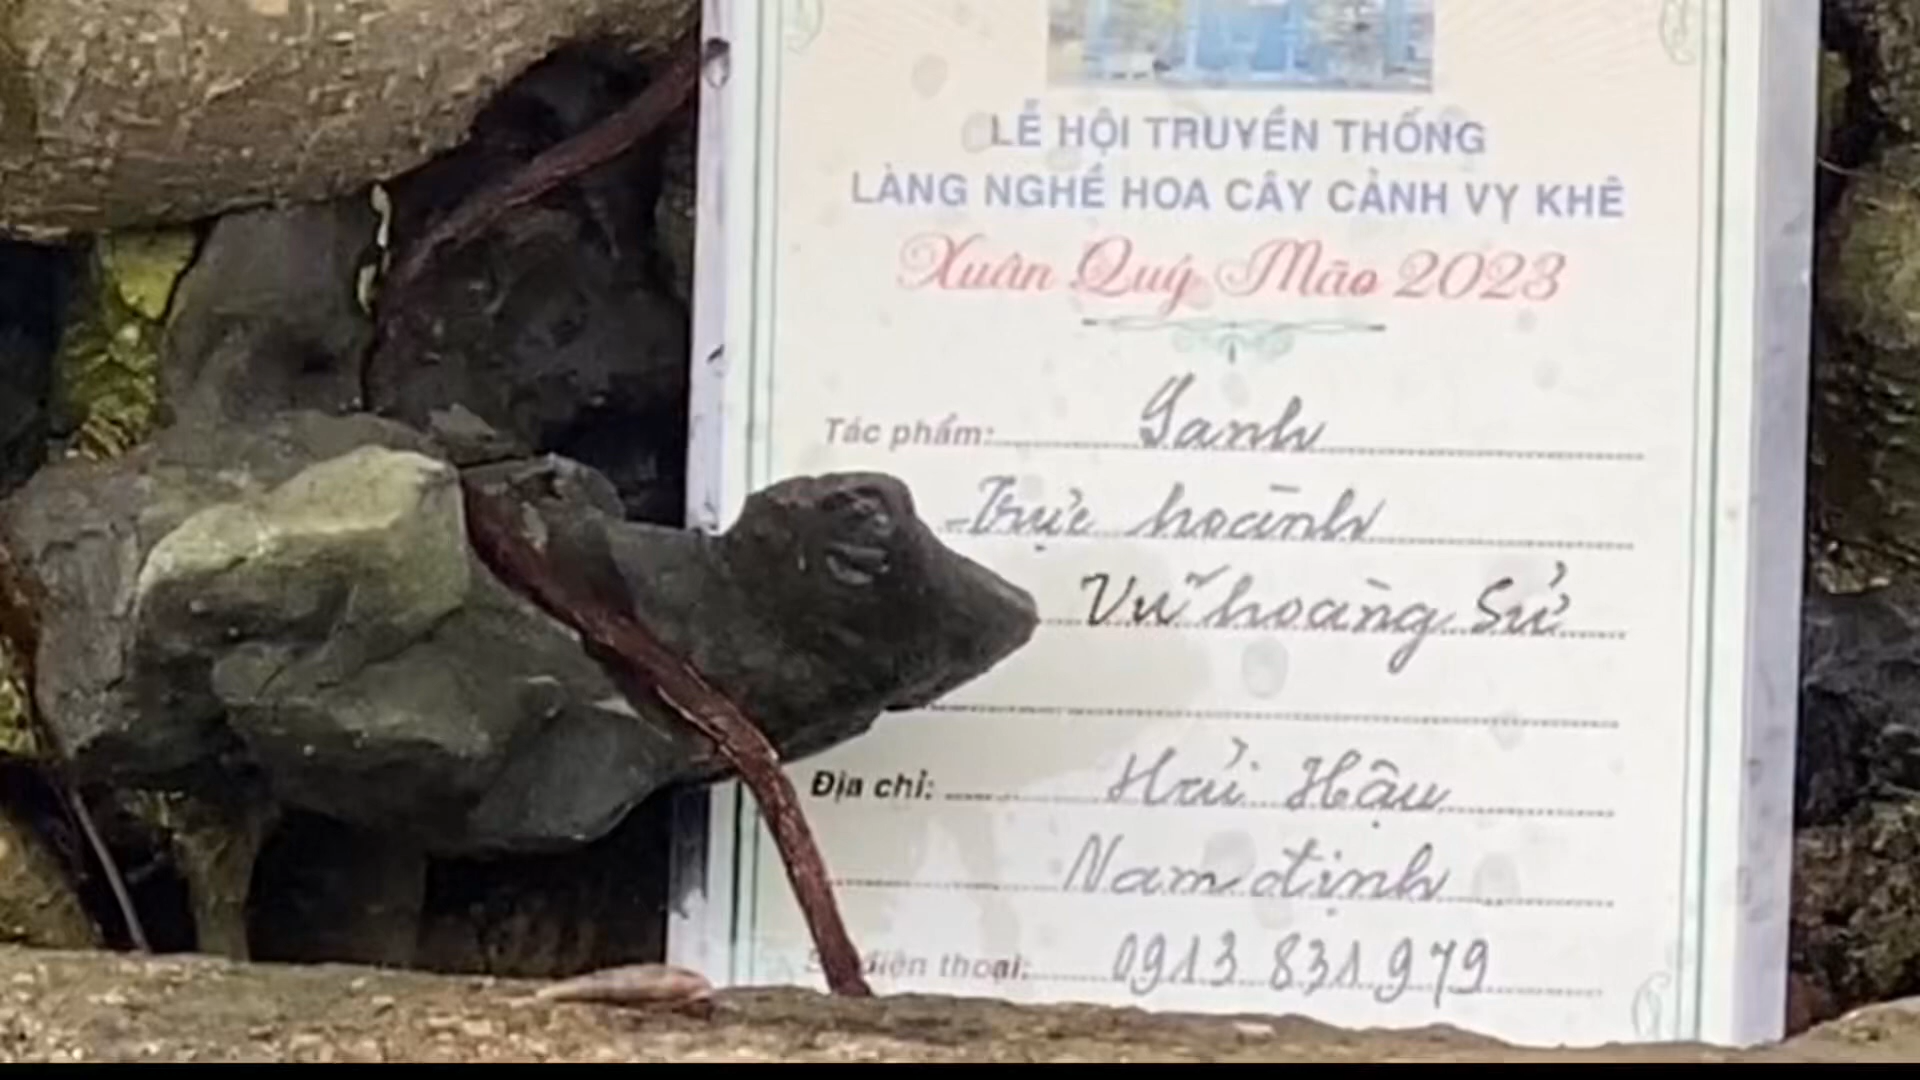 LỄ HỘI TRUYỀN THỐNG
LÀNG NGHỀ HOA CÂY CẢNH VỴ KHÊ
Xuân Quý Mão 2023
Tác phẩm: Sanh
Trực hoành
Vũ hoàng Sử
Địa chỉ: Hải Hậu
Nam định
điện thoại: 0913 831 979